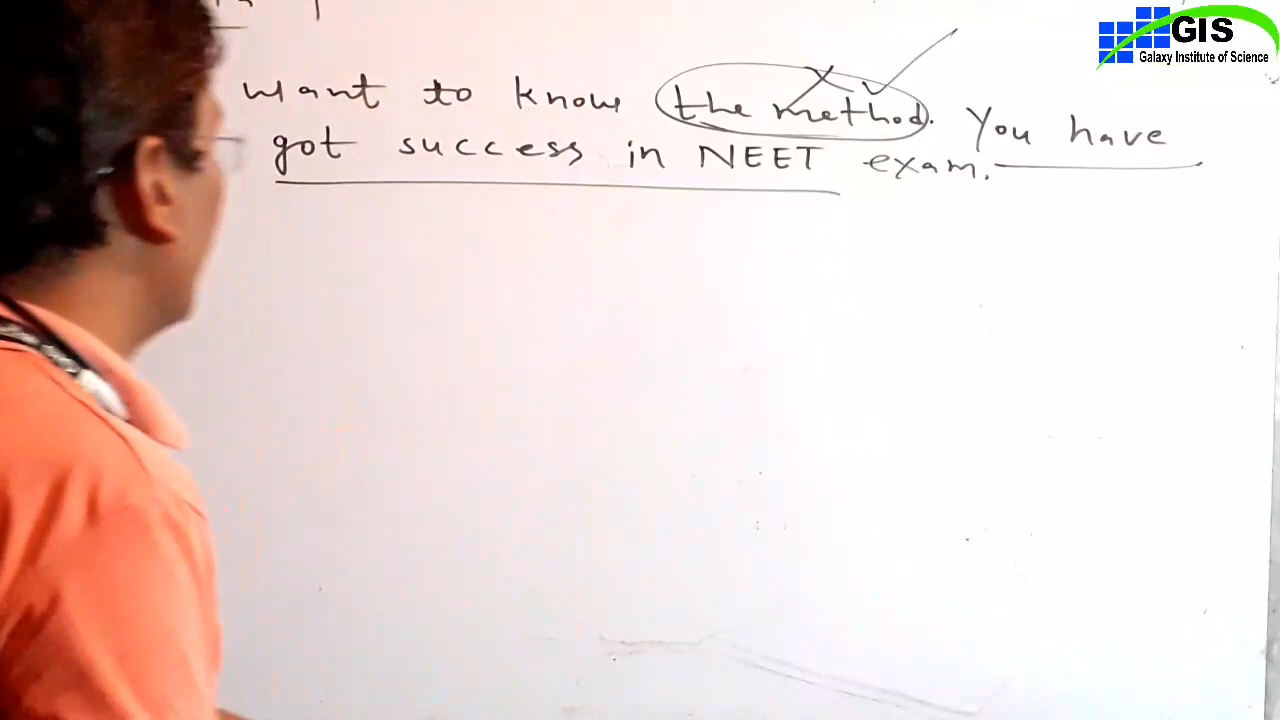 GIS
Galaxy Institute of Science
want to know the method. You have
got success in NEET exam.